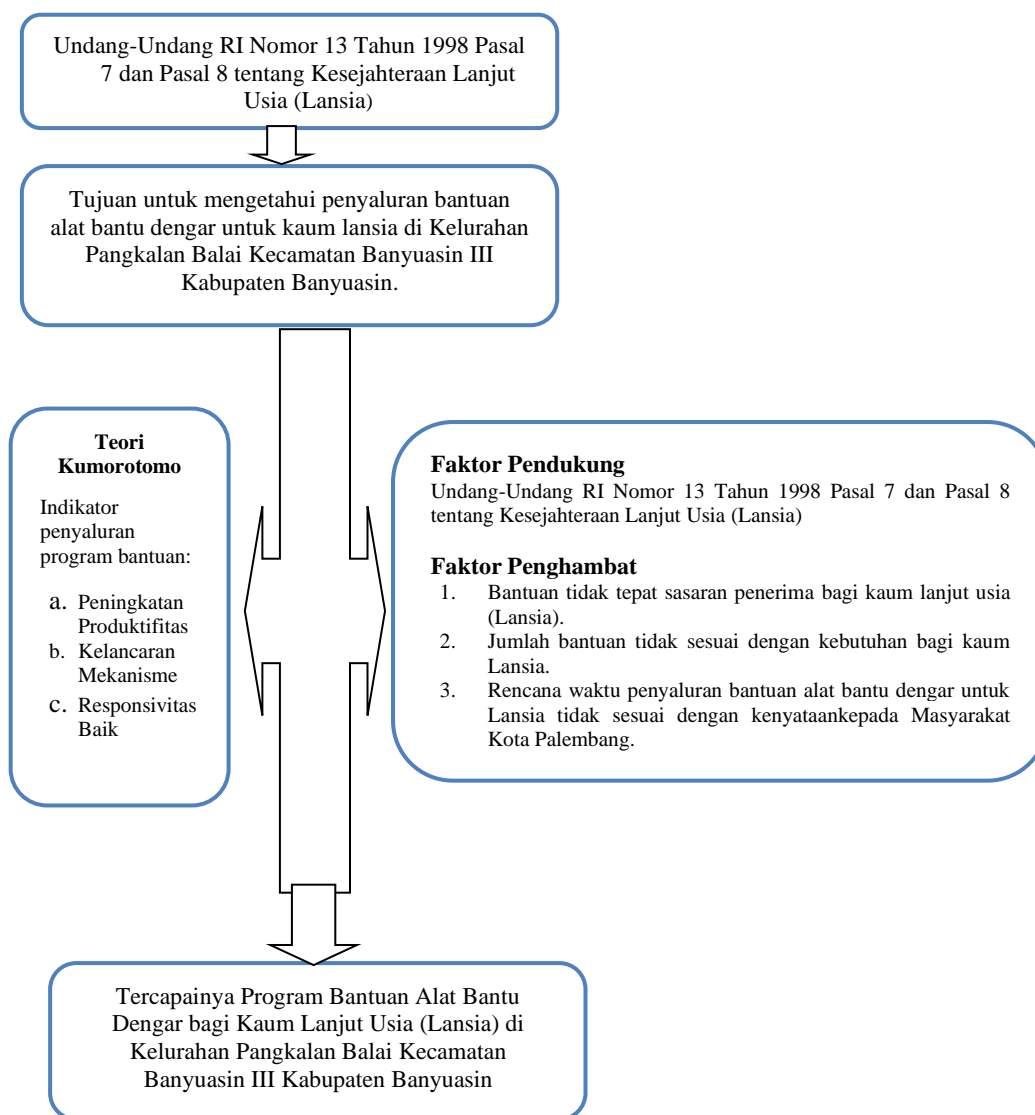 Undang-Undang RI Nomor 13 Tahun 1998 Pasal
7 dan Pasal 8 tentang Kesejahteraan Lanjut
Usia (Lansia)
Tujuan untuk mengetahui penyaluran bantuan
alat bantu dengar untuk kaum lansia di Kelurahan
Pangkalan Balai Kecamatan Banyuasin III
Kabupaten Banyuasin.
Teori
Kumorotomo
Indikator
penyaluran
program bantuan:
a. Peningkatan
Produktifitas
b. Kelancaran
Mekanisme
c. Responsivitas
Baik
Faktor Pendukung
Undang-Undang RI Nomor 13 Tahun 1998 Pasal 7 dan Pasal 8
tentang Kesejahteraan Lanjut Usia (Lansia)
Faktor Penghambat
1. Bantuan tidak tepat sasaran penerima bagi kaum lanjut usia
(Lansia).
2. Jumlah bantuan tidak sesuai dengan kebutuhan bagi kaum
Lansia.
3. Rencana waktu penyaluran bantuan alat bantu dengar untuk
Lansia tidak sesuai dengan kenyataankepada Masyarakat
Kota Palembang.
Tercapainya Program Bantuan Alat Bantu
Dengar bagi Kaum Lanjut Usia (Lansia) di
Kelurahan Pangkalan Balai Kecamatan
Banyuasin III Kabupaten Banyuasin